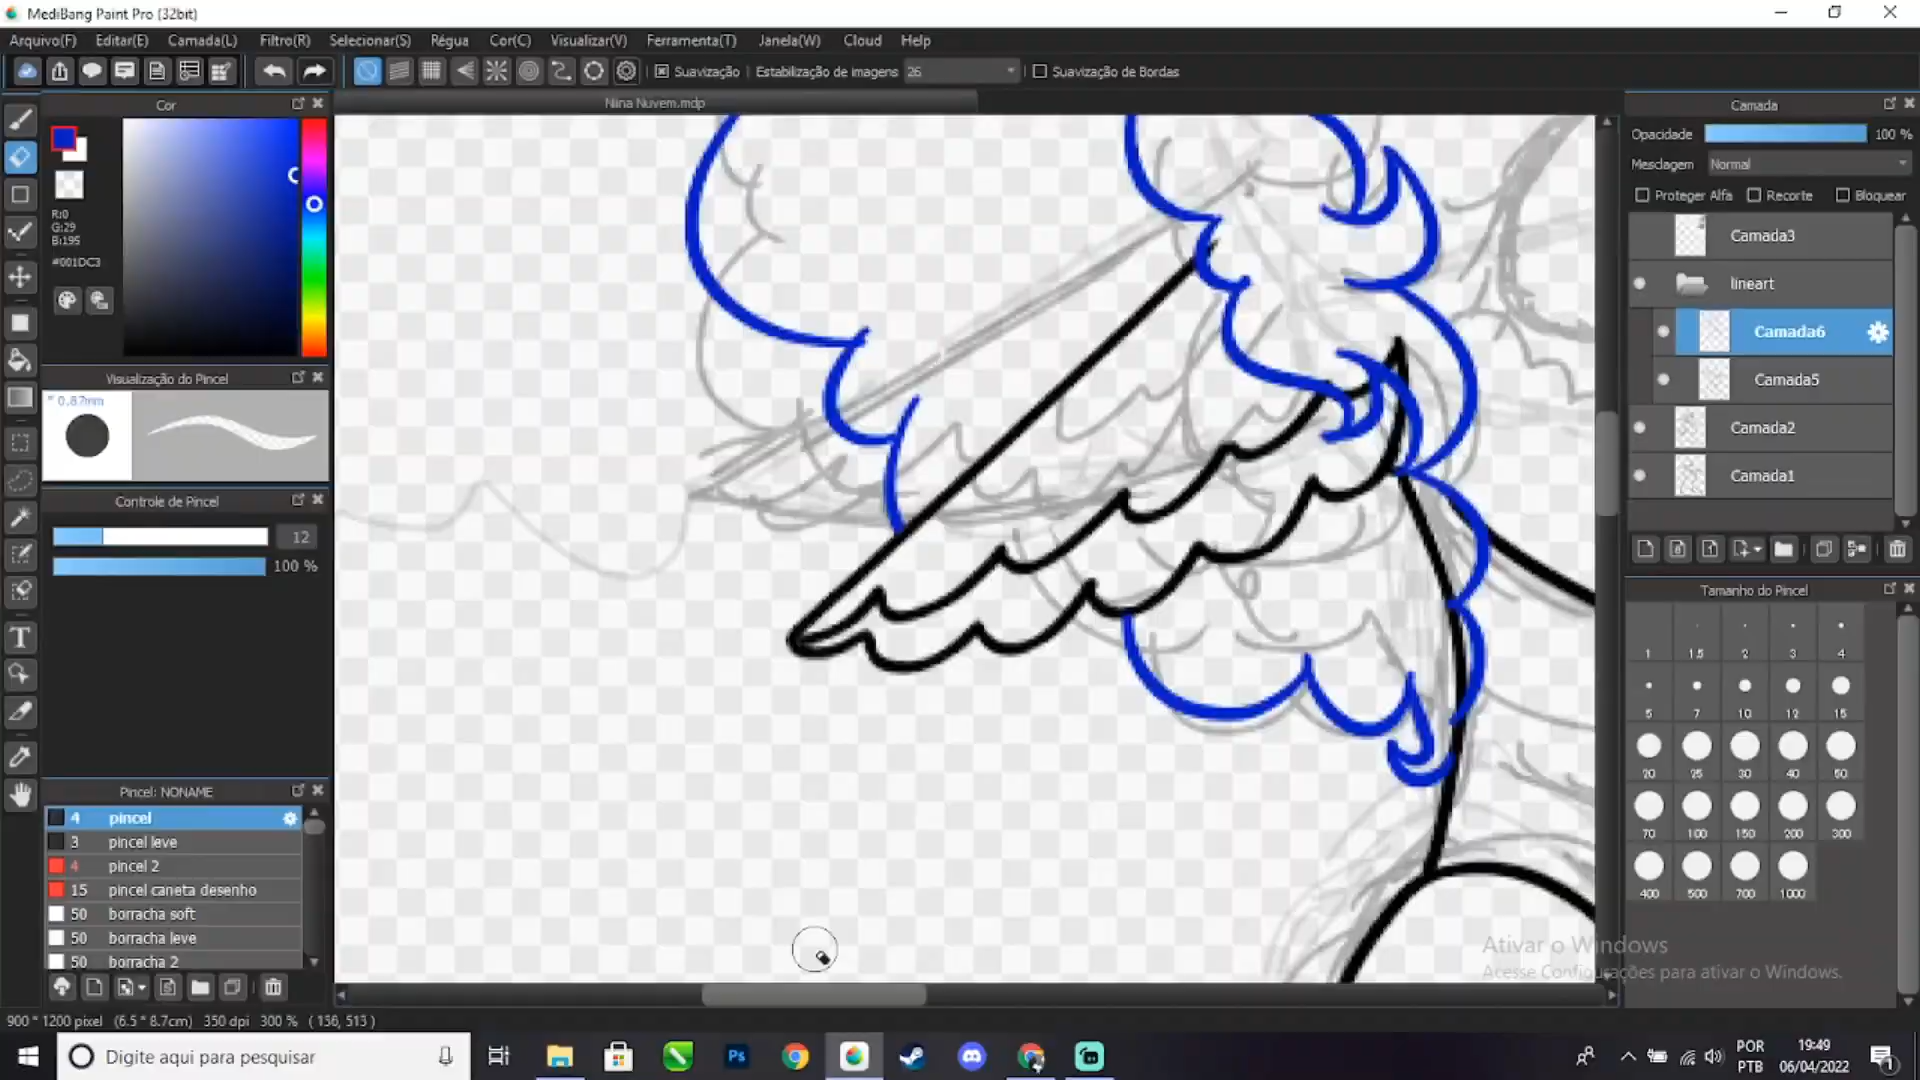 MediBang Paint Pro (32bit)
Arquivo(F) Editar(E) Camada(L) Filtro(R) Selecionar(S) Régua Cor(C) Visualizar(V) Ferramenta(T) Janela(W) Cloud Help
Suavização Estabilização de imagens 26 Suavização de Bordas
Cor
Niina Nuvem.mdp
Camada
Opacidade 100 %
Mesclagem Normal
Proteger Alfa Recorte Bloquear
R:0
G:29
B:195
#001DC3
Camada3
lineart
Camada6
Camada5
Camada2
Camada1
Visualização do Pincel
* 0.87mm
Controle de Pincel
12
100 %
Tamanho do Pincel
1 1.5 2 3 4
5 7 10 12 15
20 25 30 40 50
70 100 150 200 300
400 500 700 1000
T
Pincel: NONAME
4 pincel
3 pincel leve
4 pincel 2
15 pincel caneta desenho
50 borracha soft
50 borracha leve
50 borracha 2
Ativar o Windows
Acesse Configurações para ativar o Windows.
900 * 1200 pixel (6.5 * 8.7cm) 350 dpi 300 % ( 136, 513 )
Digite aqui para pesquisar
Ps
POR
PTB
19:49
06/04/2022
1